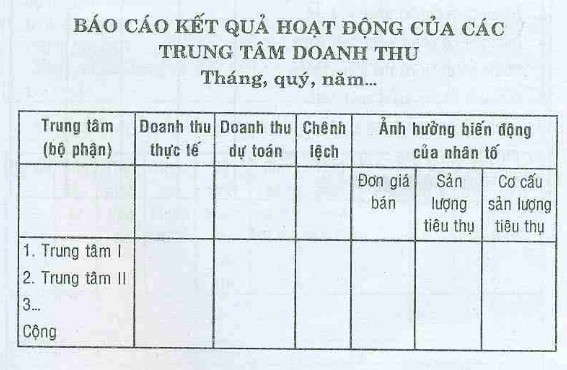 BÁO CÁO KẾT QUẢ HOẠT ĐỘNG CỦA CÁC
TRUNG TÂM DOANH THU
Tháng, quý, năm...
Trung tâm (bộ phận)
Doanh thu thực tế
Doanh thu dự toán
Chênh lệch
Ảnh hưởng biến động của nhân tố
Đơn giá bán
Sản lượng tiêu thụ
Cơ cấu sản lượng tiêu thụ
1. Trung tâm I
2. Trung tâm II
3...
Cộng